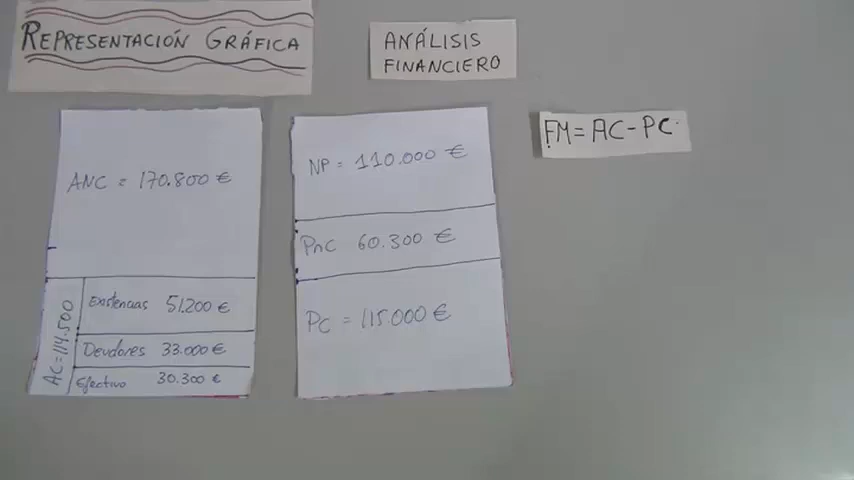 REPRESENTACIÓN GRÁFICA
ANÁLISIS
FINANCIERO
FM = AC - PC
ANC = 170.800 €
AC = 114.500
Existencias 51.200 €
Deudores 33.000 €
Efectivo 30.300 €
NP = 110.000 €
PnC 60.300 €
PC = 115.000 €